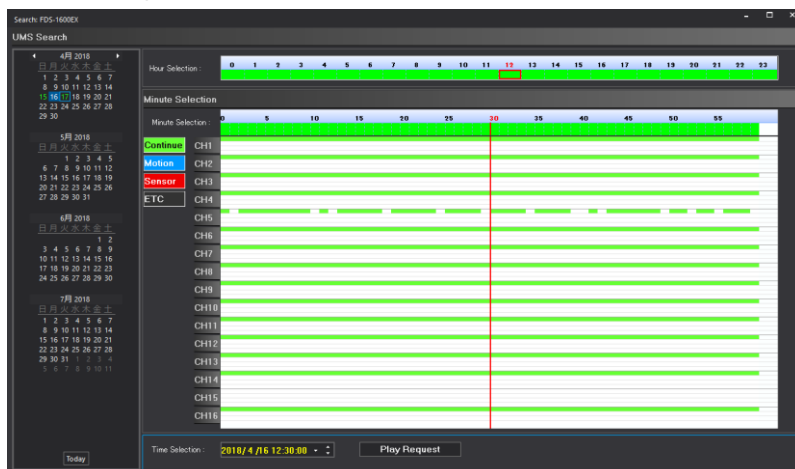 Search: FDS-1600EX
UMS Search
4月 2018
日 月 火 水 木 金 土
1 2 3 4 5 6 7
8 9 10 11 12 13 14
15 16 17 18 19 20 21
22 23 24 25 26 27 28
29 30
5月 2018
日 月 火 水 木 金 土
1 2 3 4 5
6 7 8 9 10 11 12
13 14 15 16 17 18 19
20 21 22 23 24 25 26
27 28 29 30 31
6月 2018
日 月 火 水 木 金 土
1 2
3 4 5 6 7 8 9
10 11 12 13 14 15 16
17 18 19 20 21 22 23
24 25 26 27 28 29 30
7月 2018
日 月 火 水 木 金 土
1 2 3 4 5 6 7
8 9 10 11 12 13 14
15 16 17 18 19 20 21
22 23 24 25 26 27 28
29 30 31 1 2 3 4
5 6 7 8 9 10 11
Today
Hour Selection : 0 1 2 3 4 5 6 7 8 9 10 11 12 13 14 15 16 17 18 19 20 21 22 23
Minute Selection
Minute Selection : 0 5 10 15 20 25 30 35 40 45 50 55
Continue CH1
Motion CH2
Sensor CH3
ETC CH4
CH5
CH6
CH7
CH8
CH9
CH10
CH11
CH12
CH13
CH14
CH15
CH16
Time Selection : 2018/ 4 /16 12:30:00 Play Request